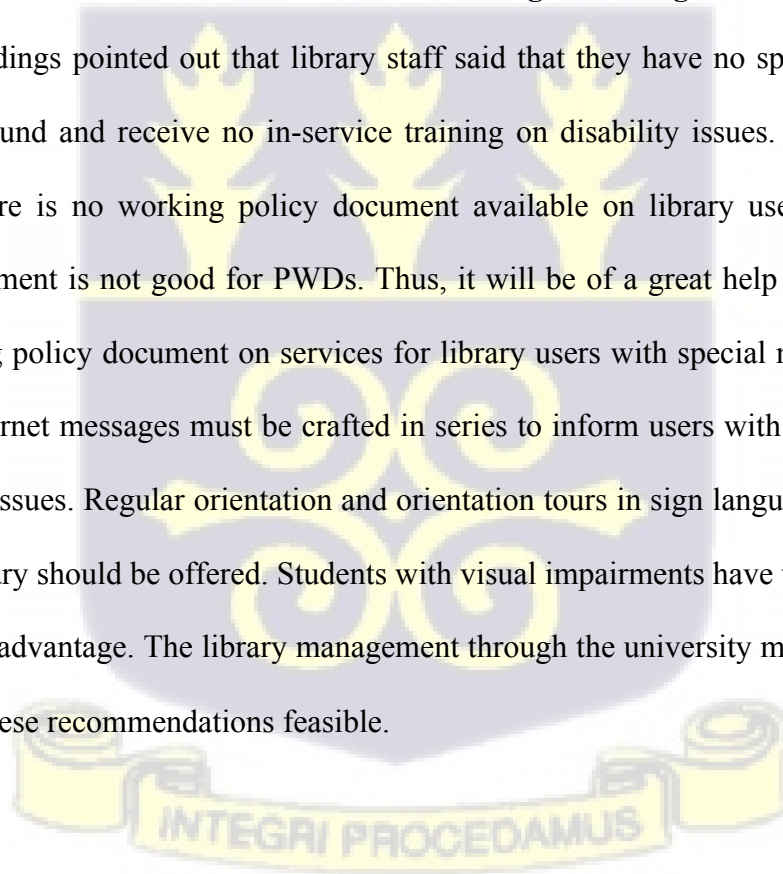 dings pointed out that library staff said that they have no sp
und and receive no in-service training on disability issues.
re is no working policy document available on library use
ment is not good for PWDs. Thus, it will be of a great help
g policy document on services for library users with special n
rnet messages must be crafted in series to inform users with
issues. Regular orientation and orientation tours in sign langu
ary should be offered. Students with visual impairments have
advantage. The library management through the university m
ese recommendations feasible.
INTEGRI PROCEDAMUS